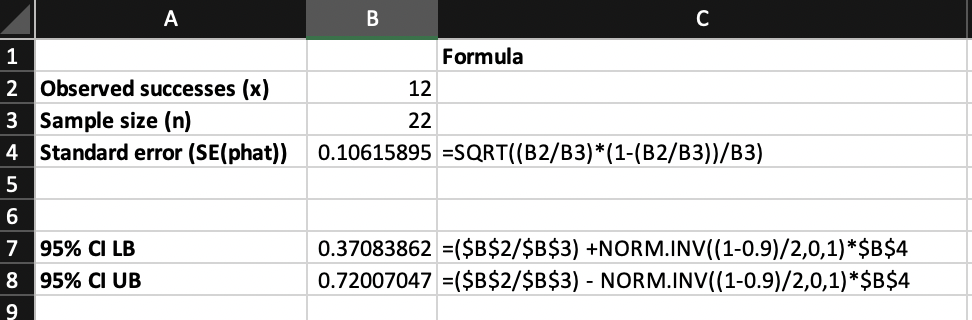 A B C
1 Formula
2 Observed successes (x) 12
3 Sample size (n) 22
4 Standard error (SE(phat)) 0.10615895 =SQRT((B2/B3)*(1-(B2/B3))/B3)
5
6
7 95% CI LB 0.37083862 =($B$2/$B$3) +NORM.INV((1-0.9)/2,0,1)*$B$4
8 95% CI UB 0.72007047 =($B$2/$B$3) - NORM.INV((1-0.9)/2,0,1)*$B$4
9